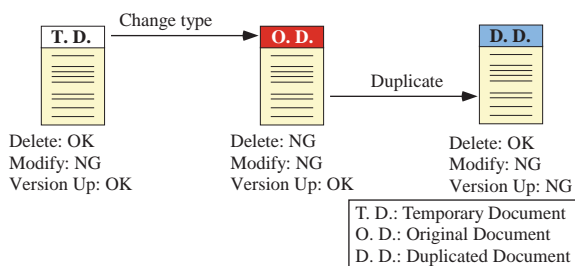 Change type
T. D.
O. D.
D. D.
Duplicate
Delete: OK
Modify: NG
Version Up: OK
Delete: NG
Modify: NG
Version Up: OK
Delete: OK
Modify: NG
Version Up: NG
T. D.: Temporary Document
O. D.: Original Document
D. D.: Duplicated Document